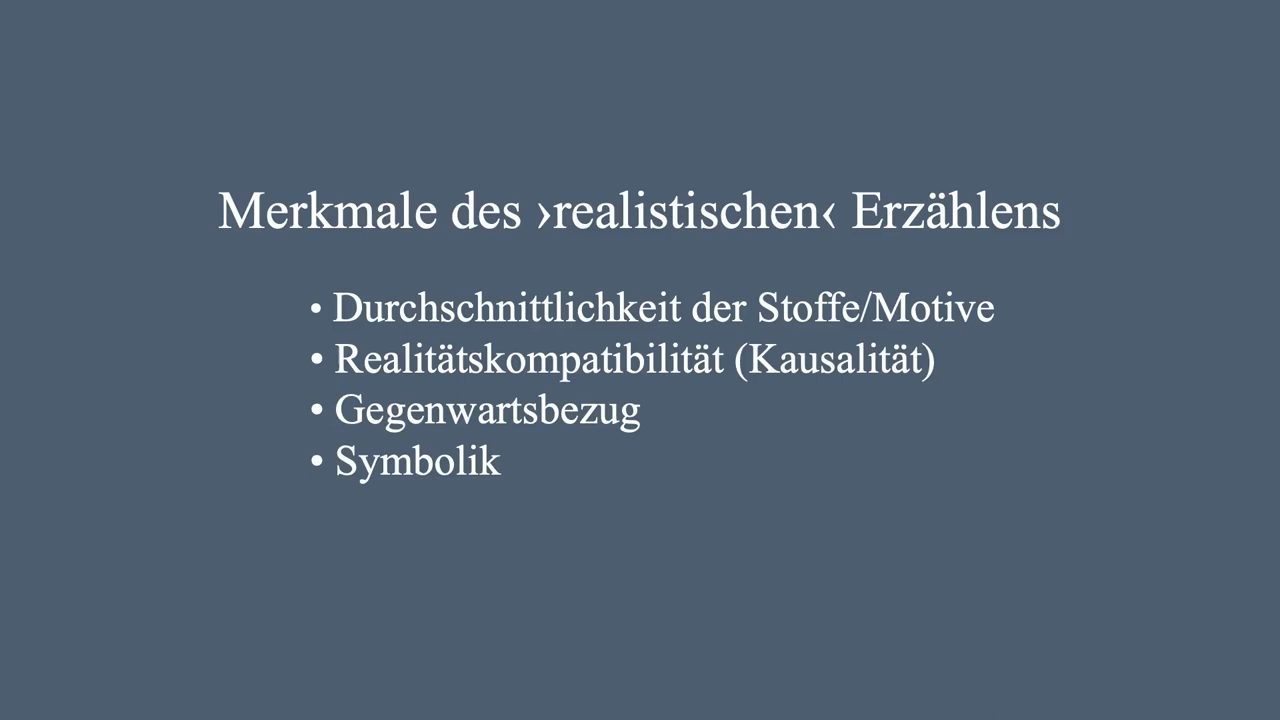 Merkmale des ›realistischen‹ Erzählens
• Durchschnittlichkeit der Stoffe/Motive
• Realitätskompatibilität (Kausalität)
• Gegenwartsbezug
• Symbolik